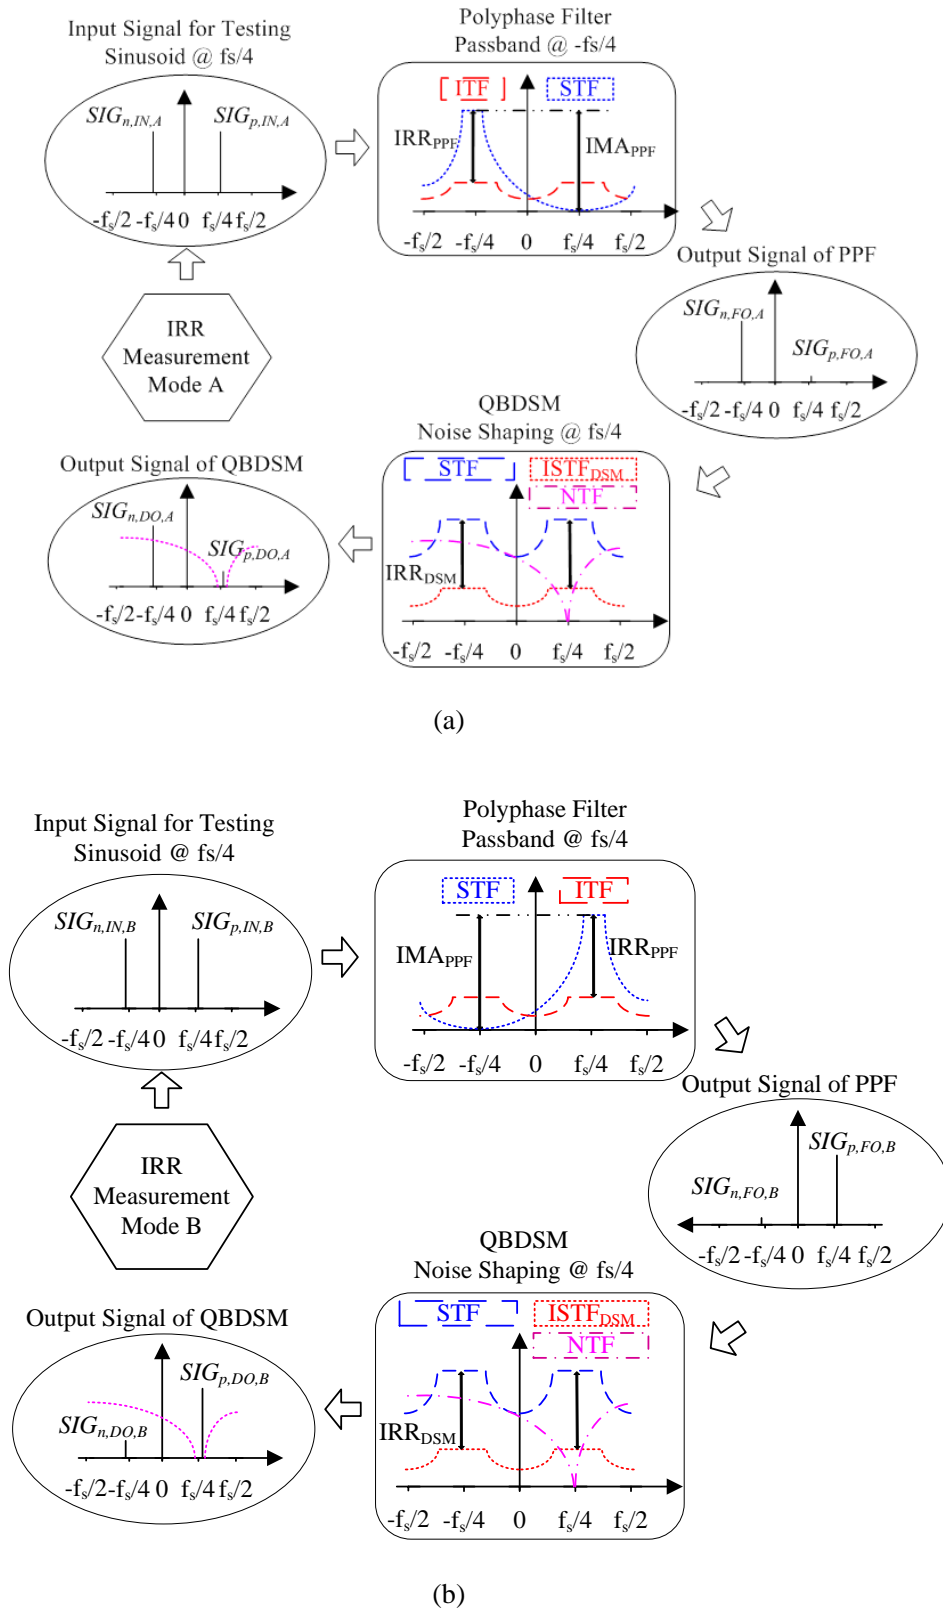 Input Signal for Testing
Sinusoid @ fs/4
SIGn,IN,A
SIGp,IN,A
-fs/2 -fs/4 0 fs/4 fs/2
Polyphase Filter
Passband @ -fs/4
ITF
STF
IRRPPF
IMAPPF
-fs/2 -fs/4 0 fs/4 fs/2
IRR
Measurement
Mode A
Output Signal of PPF
SIGn,FO,A
SIGp,FO,A
-fs/2 -fs/4 0 fs/4 fs/2
QBDSM
Noise Shaping @ fs/4
STF
ISTFDSM
NTF
IRRDSM
-fs/2 -fs/4 0 fs/4 fs/2
Output Signal of QBDSM
SIGn,DO,A
SIGp,DO,A
-fs/2 -fs/4 0 fs/4 fs/2
(a)
Input Signal for Testing
Sinusoid @ fs/4
SIGn,IN,B
SIGp,IN,B
-fs/2 -fs/4 0 fs/4 fs/2
Polyphase Filter
Passband @ fs/4
STF
ITF
IMAPPF
IRRPPF
-fs/2 -fs/4 0 fs/4 fs/2
IRR
Measurement
Mode B
Output Signal of PPF
SIGp,FO,B
SIGn,FO,B
-fs/2 -fs/4 0 fs/4 fs/2
QBDSM
Noise Shaping @ fs/4
STF
ISTFDSM
NTF
IRRDSM
-fs/2 -fs/4 0 fs/4 fs/2
Output Signal of QBDSM
SIGp,DO,B
SIGn,DO,B
-fs/2 -fs/4 0 fs/4 fs/2
(b)